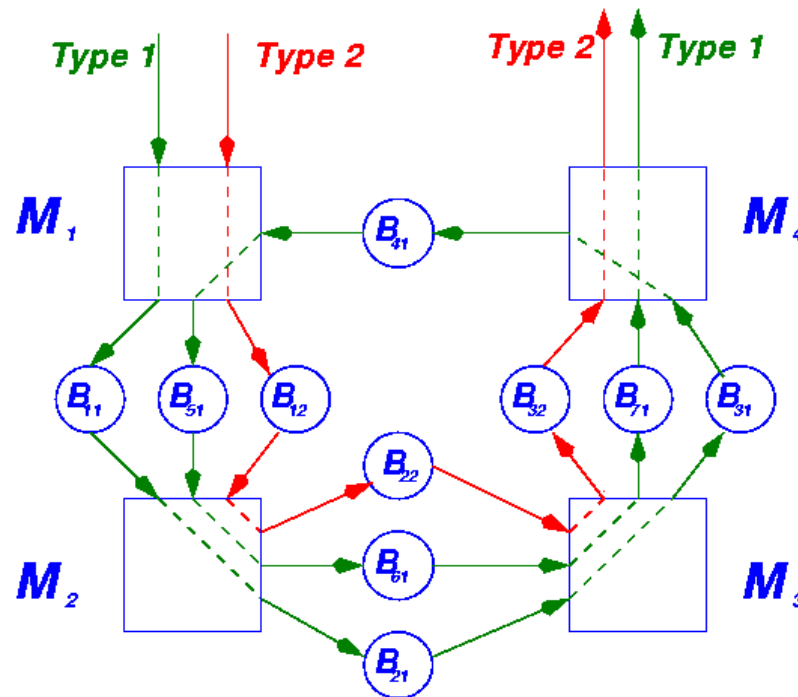 Type 1
Type 2
Type 2
Type 1
M₁
B₄₁
M₄
B₁₁
B₅₁
B₁₂
B₃₂
B₇₁
B₃₁
B₂₂
M₂
B₆₁
M₃
B₂₁